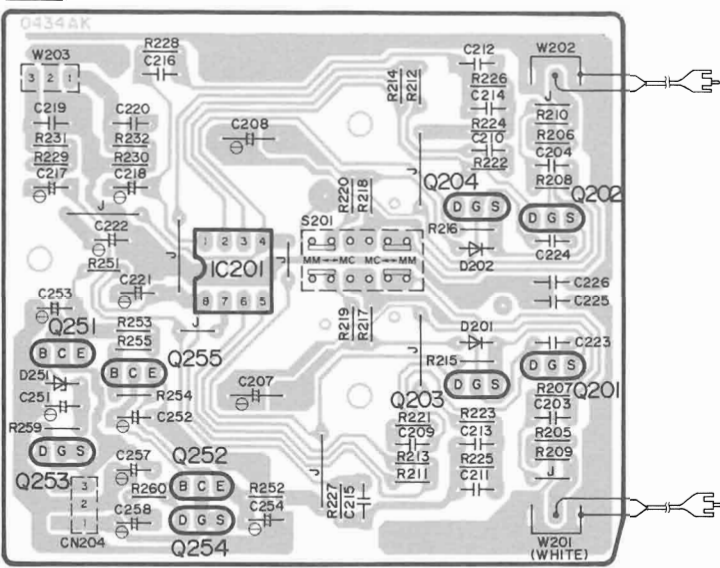 0434AK
W203
3 2 1
R228
C216
C212
R214
R212
R226
C214
W202
J
R210
C219
C220
R231
R232
C208
R224
C210
R206
R229
R230
R222
C204
C217
C218
J
R220
R218
Q204
R208
Q202
J
D G S
D G S
S201
R216
C222
J
1 2 3 4
D202
C224
R251
IC201
J
MM↔MC MC↔MM
C226
C221
8 7 6 5
C225
C253
Q251
R253
J
R219
R217
D201
C223
B C E
R255
Q255
J
R215
D251
B C E
D G S
D G S
C251
R254
C207
Q203
R207
Q201
R259
C252
R221
R223
C203
C209
C213
R205
D G S
R213
R225
R209
Q253
C257
Q252
J
R211
C211
J
3
2
1
R260
B C E
R252
R227
C215
C258
D G S
C254
CN204
Q254
W201
(WHITE)